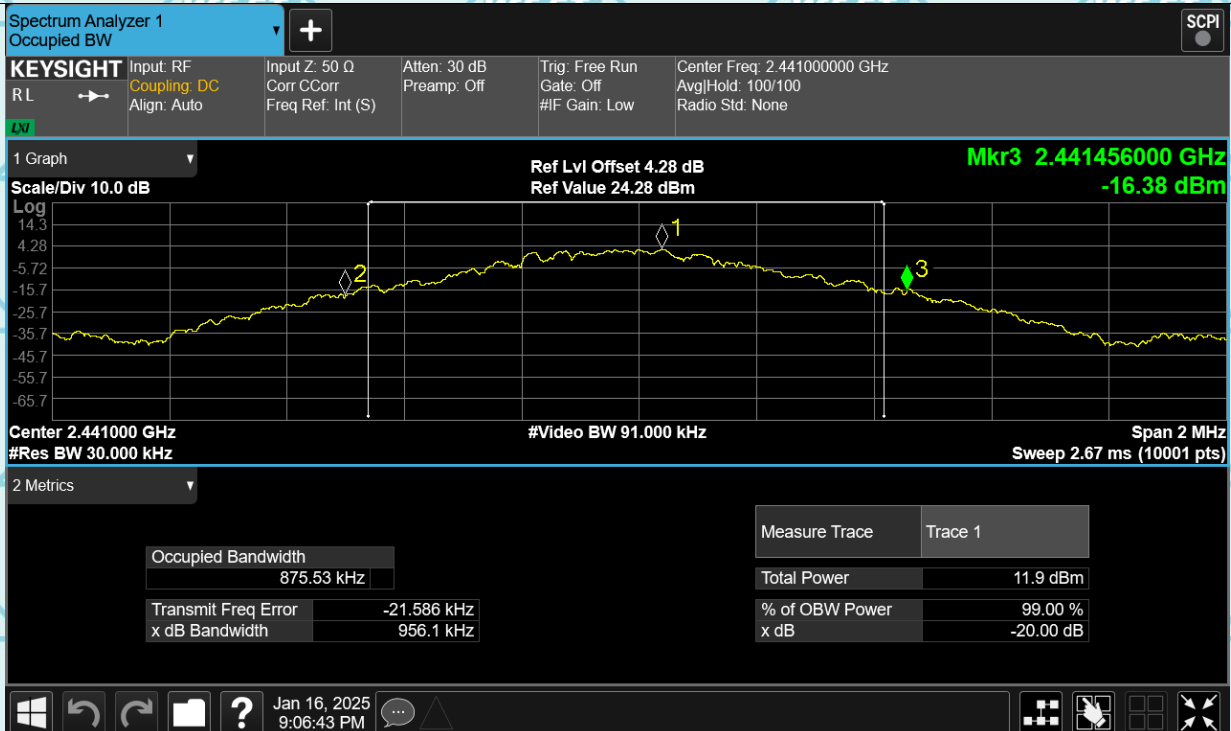 Spectrum Analyzer 1
Occupied BW
+
SCPI
KEYSIGHT
RL
LXI
Input: RF
Coupling: DC
Align: Auto
Input Z: 50 Ω
Corr CCorr
Freq Ref: Int (S)
Atten: 30 dB
Preamp: Off
Trig: Free Run
Gate: Off
#IF Gain: Low
Center Freq: 2.441000000 GHz
Avg|Hold: 100/100
Radio Std: None
1 Graph
Scale/Div 10.0 dB
Ref Lvl Offset 4.28 dB
Ref Value 24.28 dBm
Mkr3 2.441456000 GHz
-16.38 dBm
Log
14.3
4.28
-5.72
-15.7
-25.7
-35.7
-45.7
-55.7
-65.7
1
2
3
Center 2.441000 GHz
#Video BW 91.000 kHz
Span 2 MHz
#Res BW 30.000 kHz
Sweep 2.67 ms (10001 pts)
2 Metrics
Measure Trace Trace 1
Occupied Bandwidth
875.53 kHz
Total Power 11.9 dBm
Transmit Freq Error -21.586 kHz
% of OBW Power 99.00 %
x dB Bandwidth 956.1 kHz
x dB -20.00 dB
?
Jan 16, 2025
9:06:43 PM